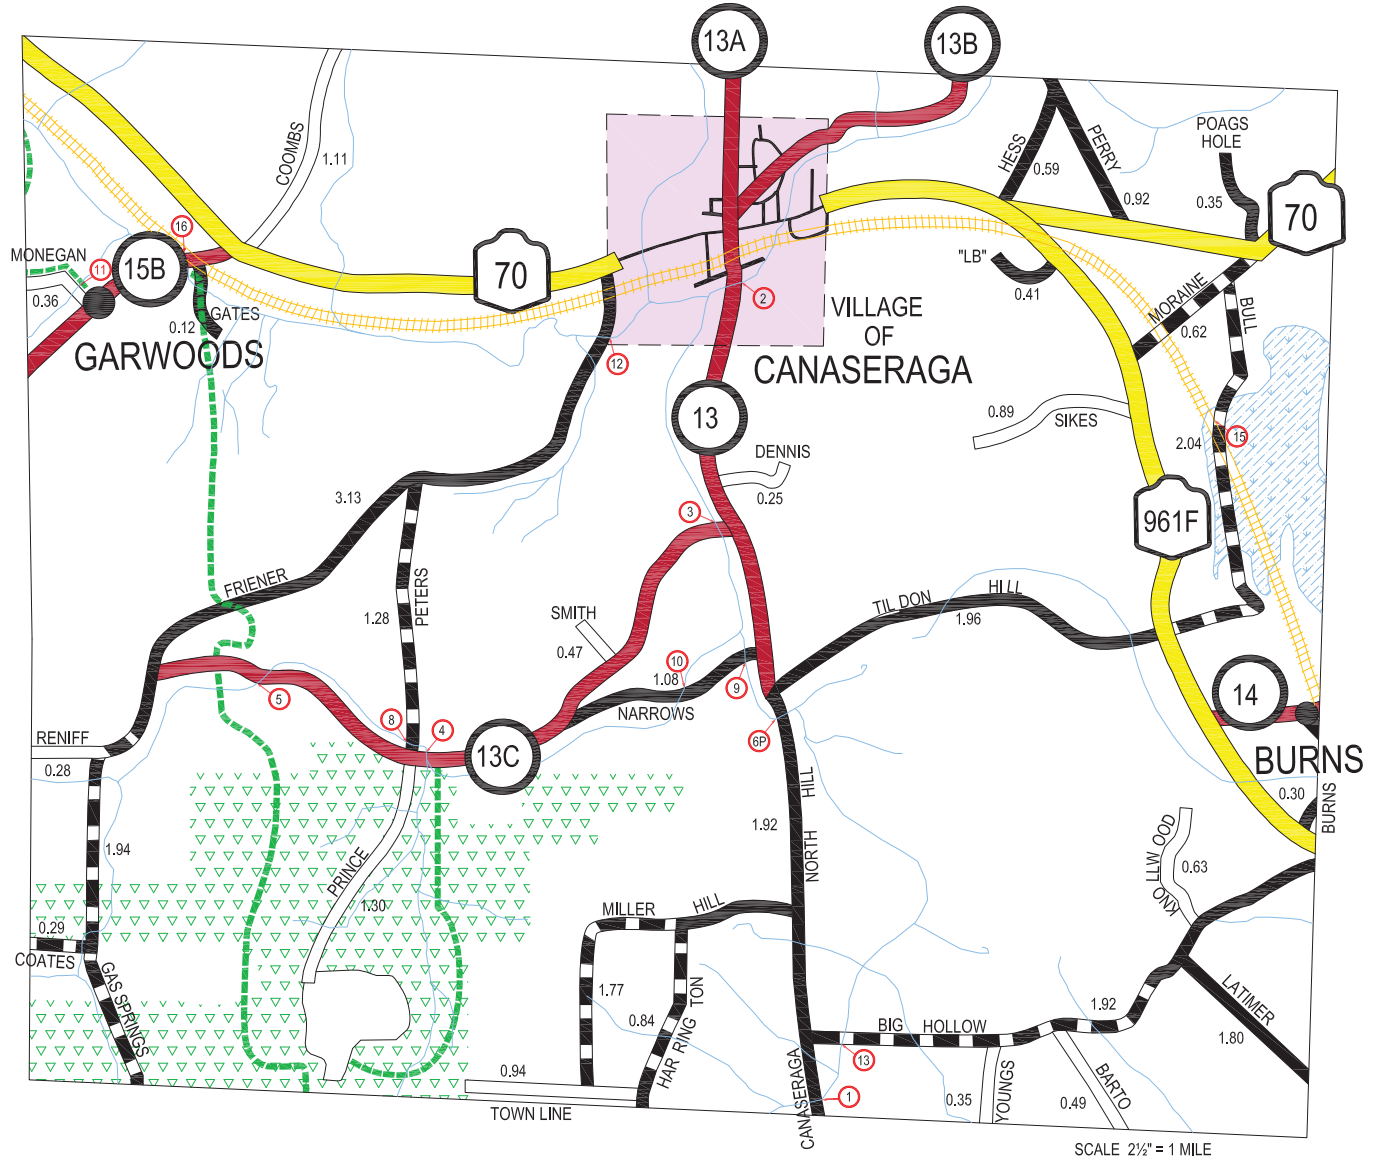 13A
13B
COOMBS
1.11
HESS
PERRY
0.59
0.92
POAGS
HOLE
0.35
70
16
MONEGAN
11
15B
0.36
0.12
GATES
GARWOODS
70
2
12
VILLAGE
OF
CANASERAGA
"LB"
0.41
MORAINE
0.62
BULL
13
DENNIS
0.25
0.89
SIKES
2.04
15
3.13
3
961F
FRIENER
PETERS
1.28
SMITH
0.47
TIL DON
HILL
1.96
10
1.08
9
NARROWS
5
8
4
6P
13C
14
BURNS
0.30
BURNS
RENIFF
0.28
1.94
HILL
1.92
NORTH
KNO LLW OOD
0.63
PRINCE
1.30
MILLER
HILL
0.29
COATES
GAS SPRINGS
1.77
0.84
HAR RING TON
BIG
HOLLOW
1.92
LATIMER
1.80
13
1
CANASERAGA
0.94
TOWN LINE
0.35
YOUNGS
0.49
BARTO
SCALE 2½" = 1 MILE